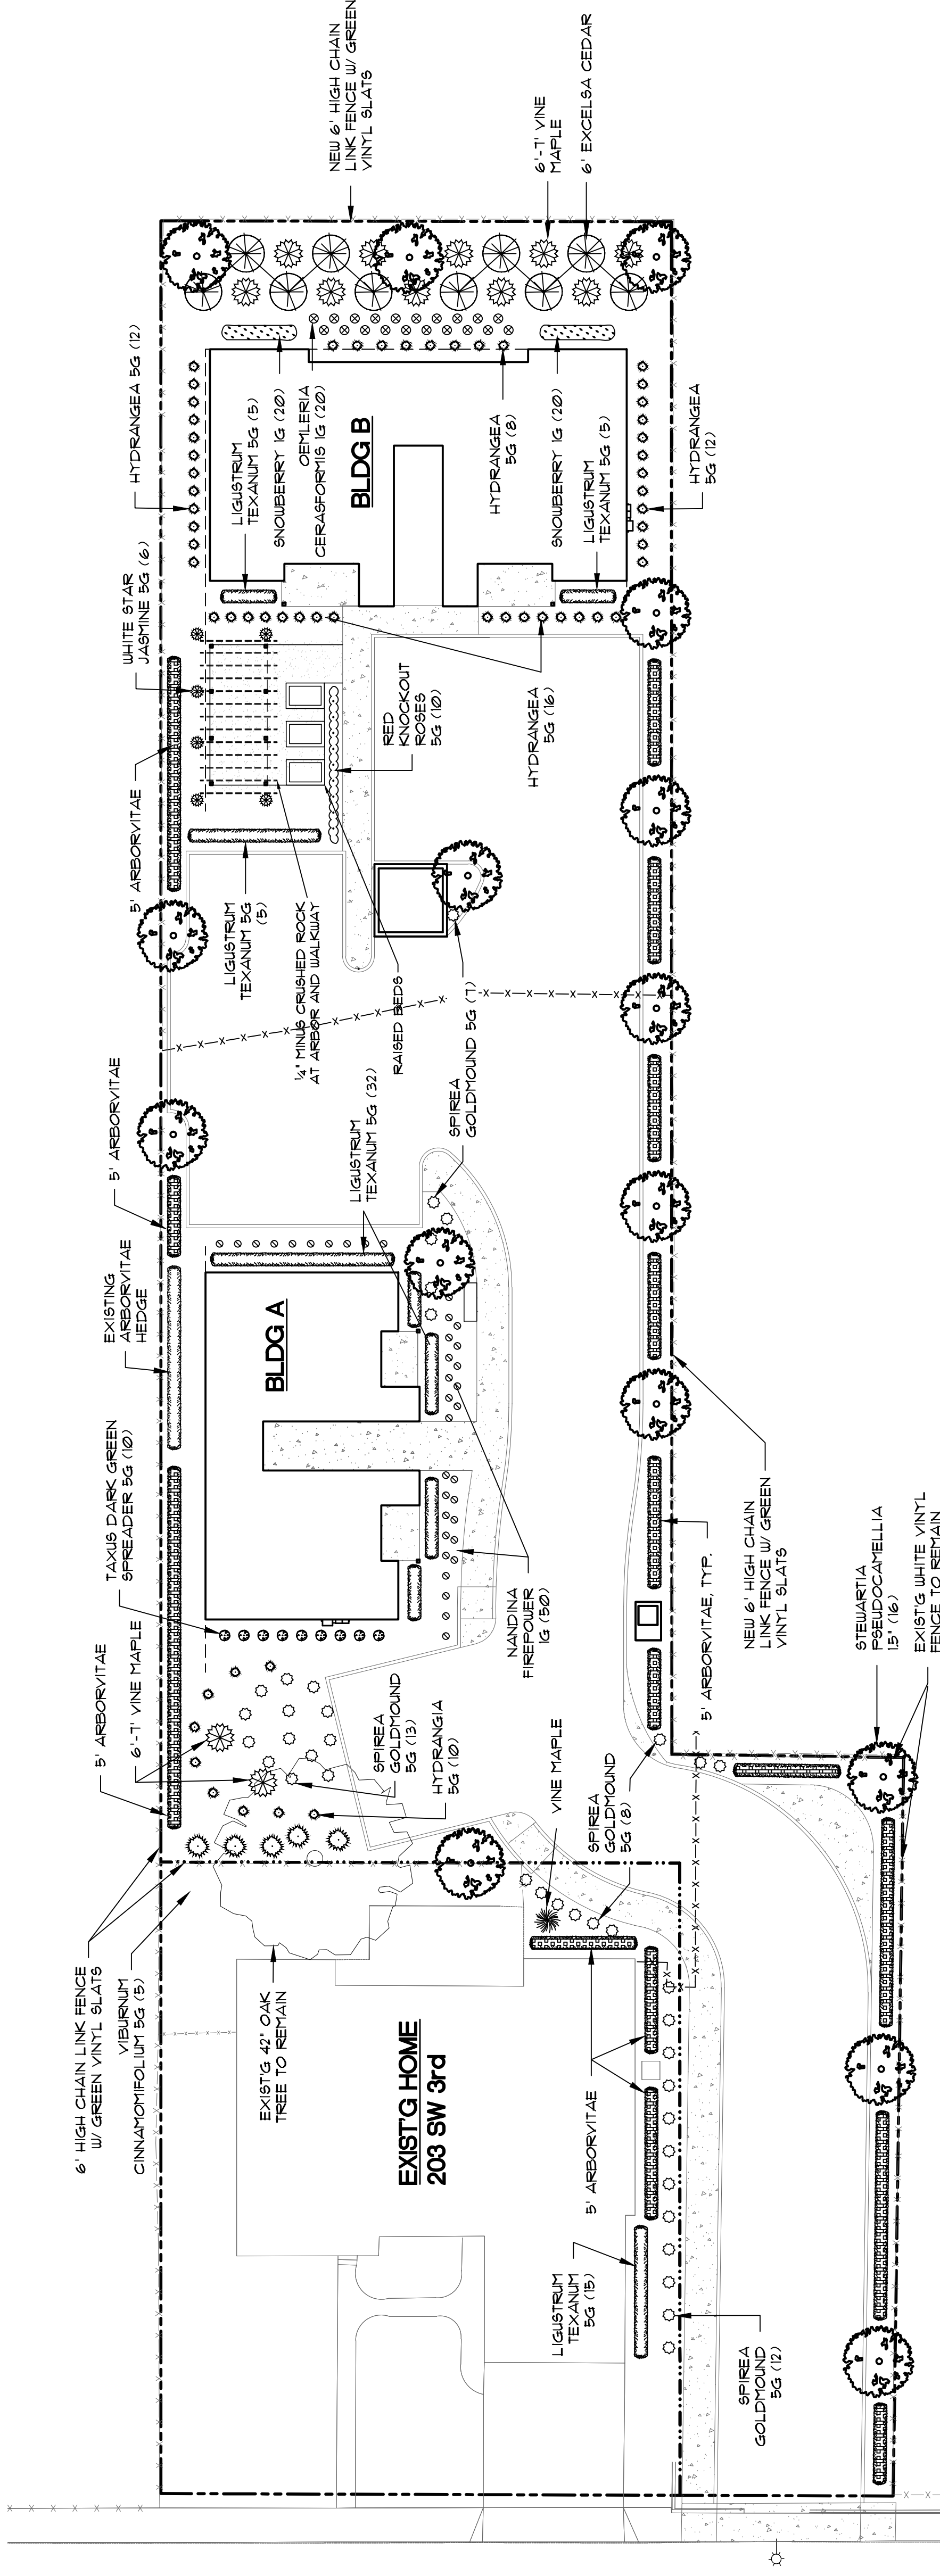 6' HIGH CHAIN LINK FENCE
W/ GREEN VINYL SLATS
VIBURNUM
CINNAMOMIFOLIUM 5G (5)
5' ARBORVITAE
6'-7' VINE MAPLE
TAXUS DARK GREEN
SPREADER 5G (10)
EXISTING
ARBORVITAE
HEDGE
5' ARBORVITAE
5' ARBORVITAE
WHITE STAR
JASMINE 5G (6)
HYDRANGEA 5G (12)
NEW 6' HIGH CHAIN
LINK FENCE W/ GREEN
VINYL SLATS
6'-7' VINE
MAPLE
6' EXCELSA CEDAR
EXIST'G 42" OAK
TREE TO REMAIN
EXIST'G HOME
203 SW 3rd
SPIREA
GOLDMOUND
5G (13)
HYDRANGIA
5G (10)
BLDG A
LIGUSTRUM
TEXANUM 5G (32)
LIGUSTRUM
TEXANUM 5G
(5)
1/4" MINUS CRUSHED ROCK
AT ARBOR AND WALKWAY
RAISED BEDS
RED
KNOCKOUT
ROSES
5G (10)
LIGUSTRUM
TEXANUM 5G (5)
SNOWBERRY 1G (20)
OEMLERIA
CERASFORMIS 1G (20)
BLDG B
HYDRANGEA
5G (8)
SNOWBERRY 1G (20)
LIGUSTRUM
TEXANUM 5G (5)
HYDRANGEA
5G (16)
HYDRANGEA
5G (12)
SPIREA
GOLDMOUND 5G (7)
NANDINA
FIREPOWER
1G (50)
VINE MAPLE
SPIREA
GOLDMOUND
5G (8)
5' ARBORVITAE
LIGUSTRUM
TEXANUM
5G (15)
SPIREA
GOLDMOUND
5G (12)
5' ARBORVITAE, TYP.
NEW 6' HIGH CHAIN
LINK FENCE W/ GREEN
VINYL SLATS
STEWARTIA
PSEUDOCAMELLIA
1.5" (16)
EXIST'G WHITE VINYL
FENCE TO REMAIN